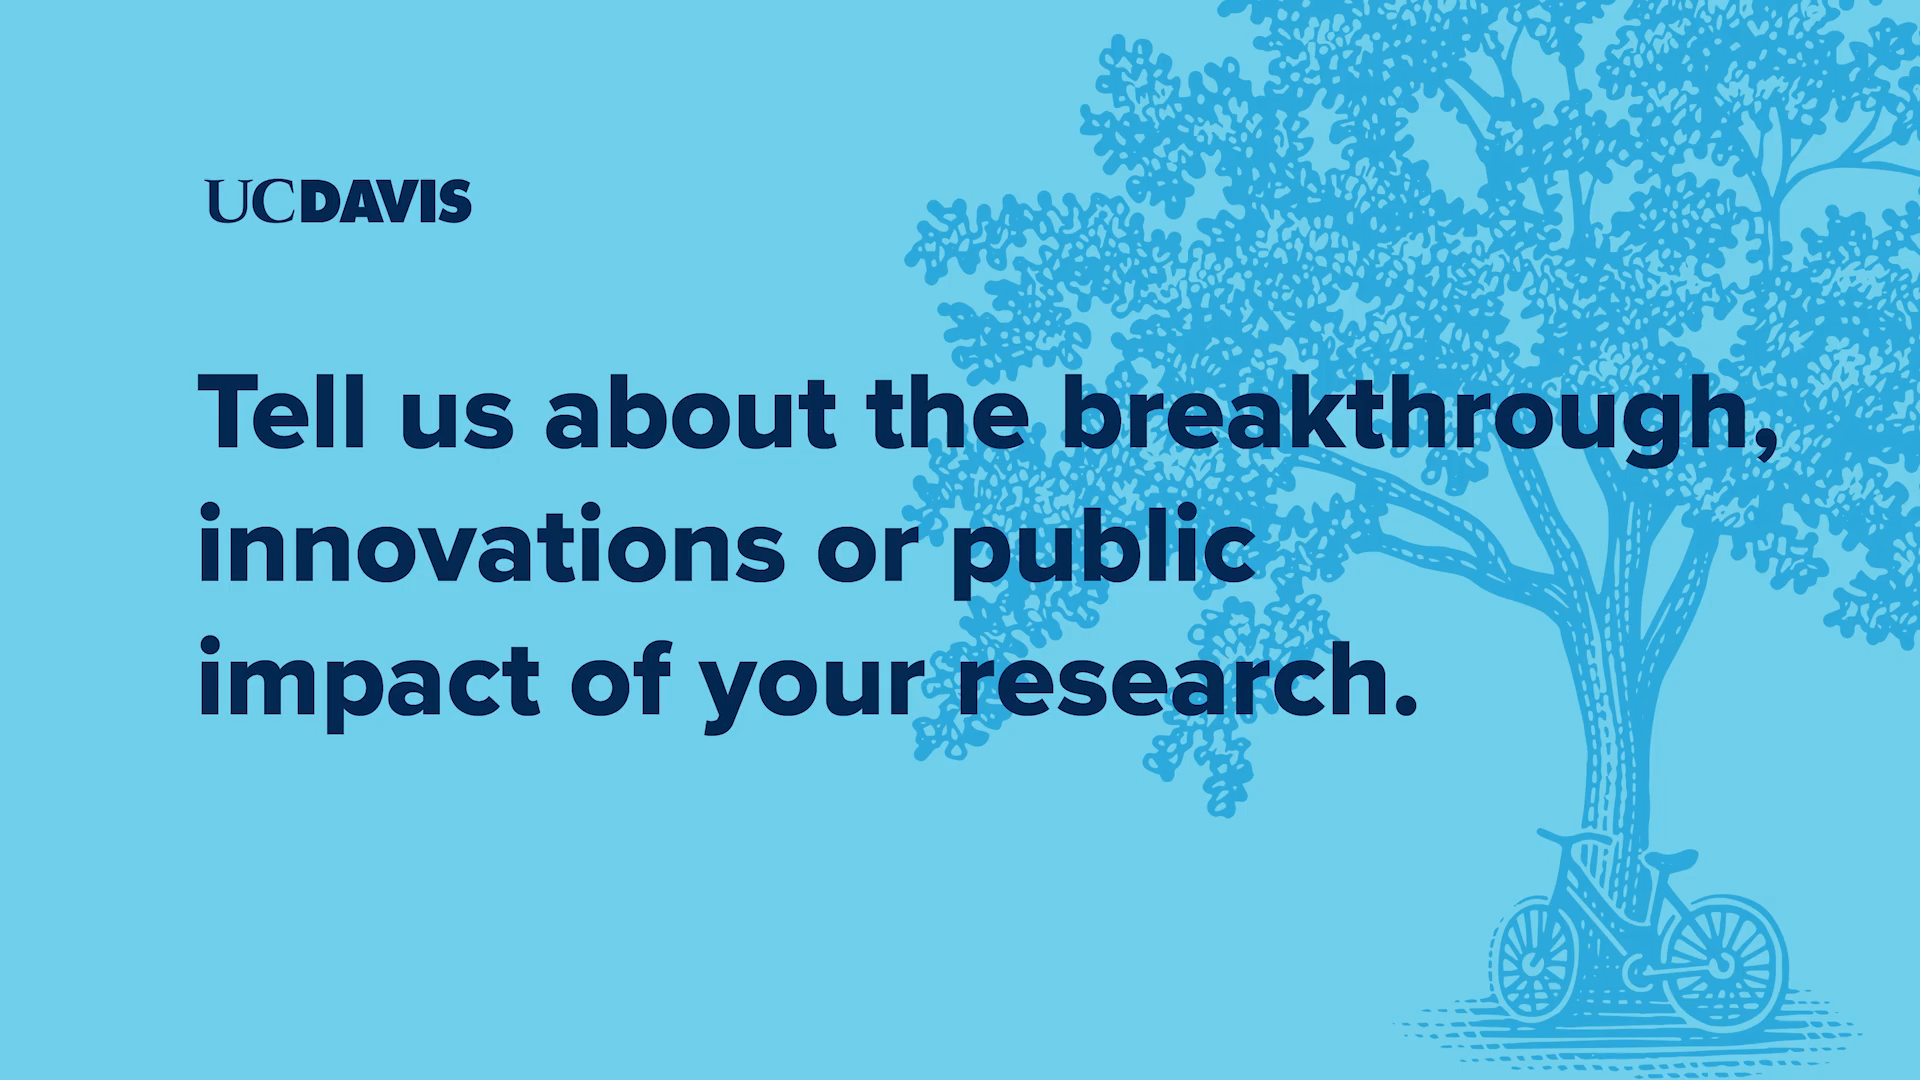 UCDAVIS
Tell us about the breakthrough,
innovations or public
impact of your research.